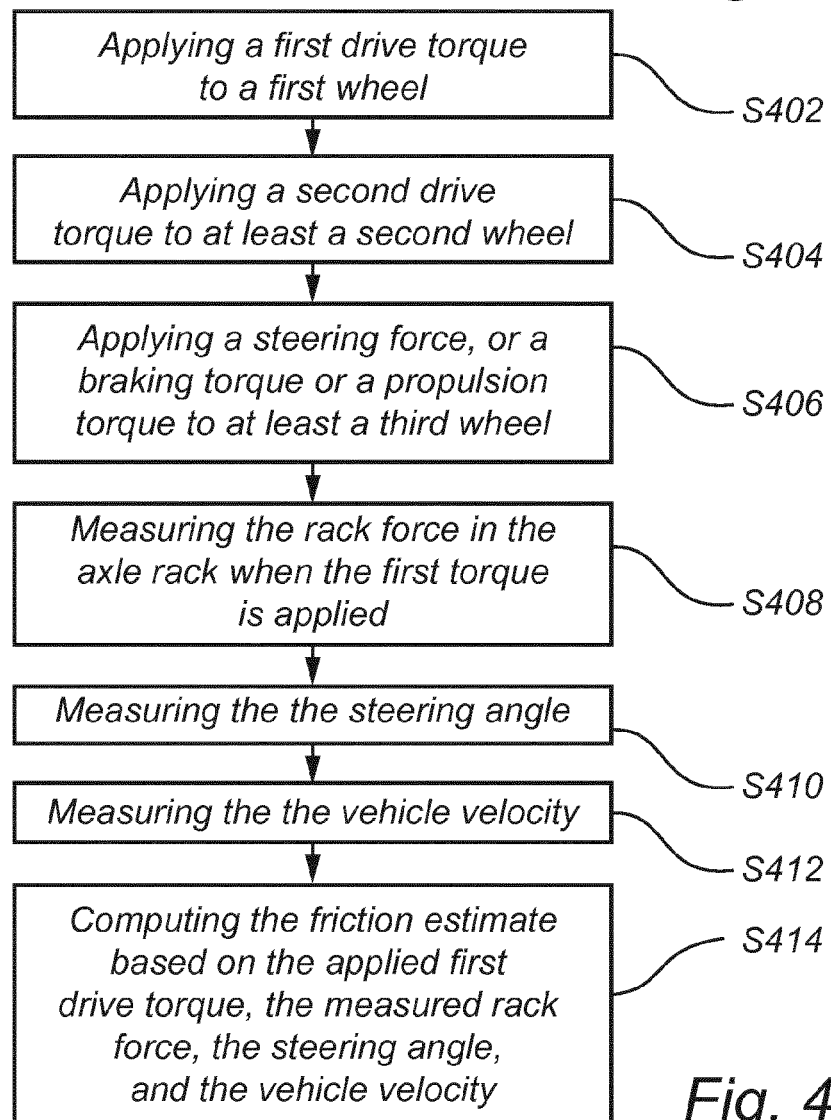 Applying a first drive torque
to a first wheel
S402
Applying a second drive
torque to at least a second wheel
S404
Applying a steering force, or a
braking torque or a propulsion
torque to at least a third wheel
S406
Measuring the rack force in the
axle rack when the first torque
is applied
S408
Measuring the the steering angle
S410
Measuring the the vehicle velocity
S412
Computing the friction estimate
based on the applied first
drive torque, the measured rack
force, the steering angle,
and the vehicle velocity
S414
Fig. 4